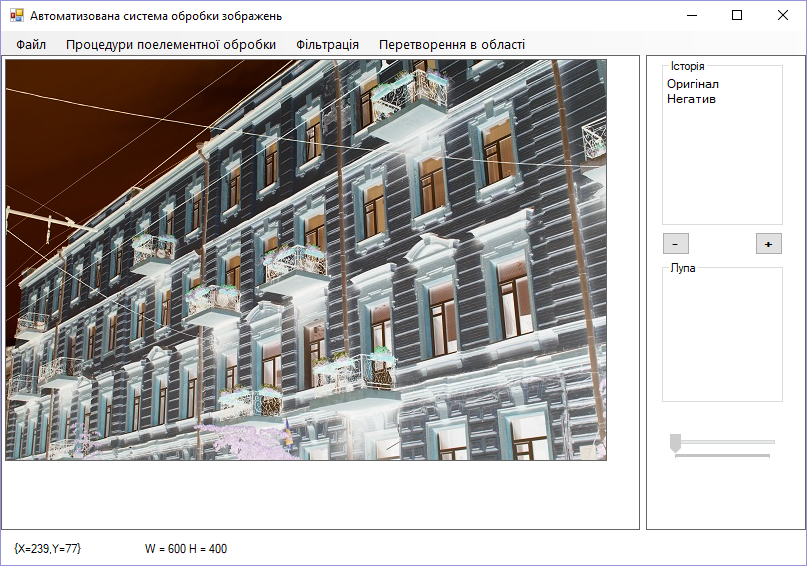 Автоматизована система обробки зображень
Файл Процедури поелементної обробки Фільтрація Перетворення в області
Історія
Оригінал
Негатив
- +
Лупа
{X=239,Y=77} W = 600 H = 400